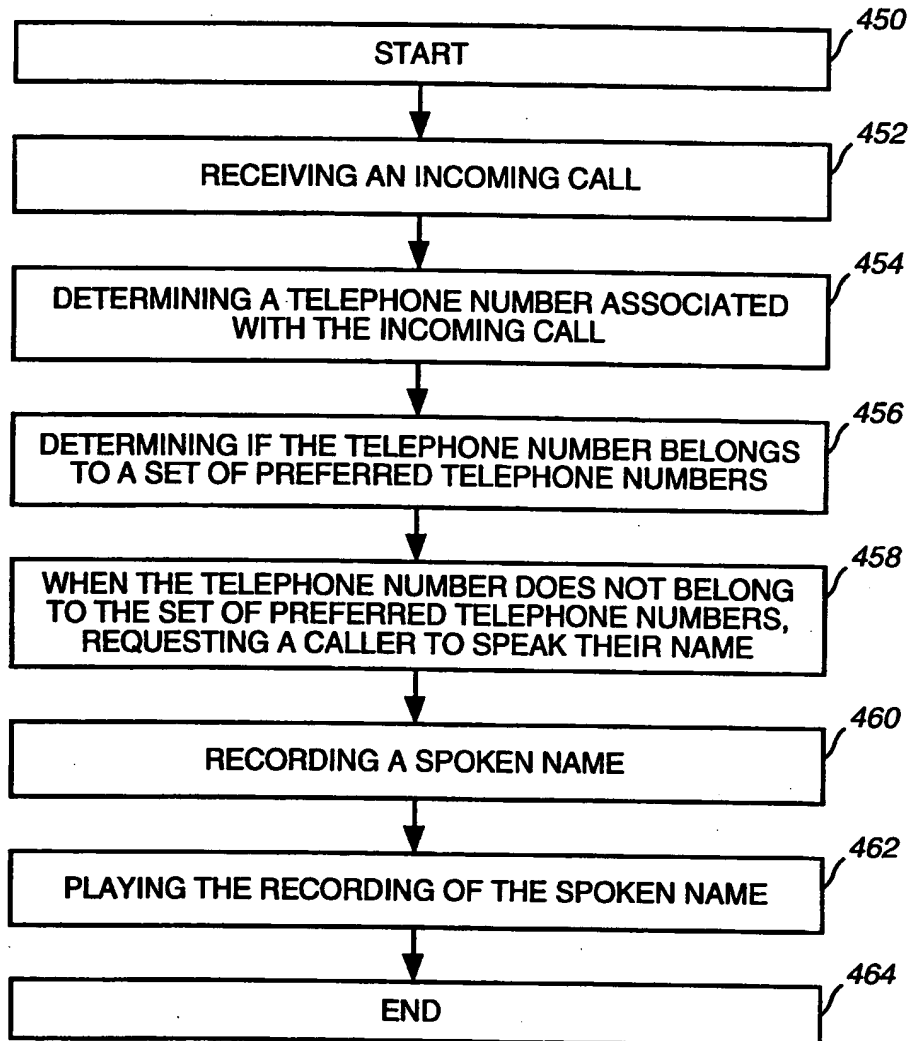 450
START
452
RECEIVING AN INCOMING CALL
454
DETERMINING A TELEPHONE NUMBER ASSOCIATED
WITH THE INCOMING CALL
456
DETERMINING IF THE TELEPHONE NUMBER BELONGS
TO A SET OF PREFERRED TELEPHONE NUMBERS
458
WHEN THE TELEPHONE NUMBER DOES NOT BELONG
TO THE SET OF PREFERRED TELEPHONE NUMBERS,
REQUESTING A CALLER TO SPEAK THEIR NAME
460
RECORDING A SPOKEN NAME
462
PLAYING THE RECORDING OF THE SPOKEN NAME
464
END